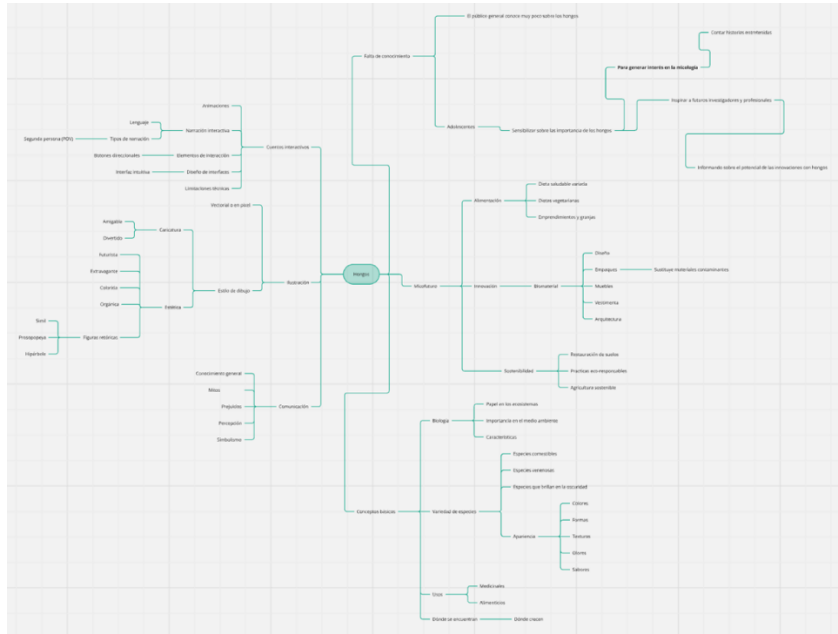 El público general conoce muy poco sobre los hongos
Falta de conocimiento
Contar historias entretenidas
Para generar interés en la micología
Inspirar a futuros investigadores y profesionales
Adolescentes
Sensibilizar sobre las importancia de los hongos
Informando sobre el potencial de las innovaciones con hongos
Animaciones
Lenguaje
Narración interactiva
Segunda persona (POV)
Tipos de narración
Cuentos interactivos
Botones direccionales
Elementos de interacción
Interfaz intuitiva
Diseño de interfaces
Limitaciones técnicas
Vectorial o en pixel
Amigable
Caricatura
Divertido
Futurista
Extravagante
Colorido
Organica
Estética
Estilo de dibujo
Ilustración
Simil
Prosopopeya
Figuras retóricas
Hipérbole
Conocimiento general
Mitos
Prejuicios
Comunicación
Percepción
Simbolismo
Hongos
Micofuturo
Alimentación
Dieta saludable variada
Dietas vegetarianas
Emprendimientos y granjas
Innovación
Biomaterial
Diseño
Empaques
Sustituye materiales contaminantes
Muebles
Vestimenta
Arquitectura
Sostenibilidad
Restauración de suelos
Practicas eco-responsables
Agricultura sostenible
Conceptos básicos
Biología
Papel en los ecosistemas
Importancia en el medio ambiente
Características
Variedad de especies
Especies comestibles
Especies venenosas
Especies que brillan en la oscuridad
Apariencia
Colores
Formas
Texturas
Olores
Sabores
Usos
Medicinales
Alimenticios
Dónde se encuentran
Dónde crecen